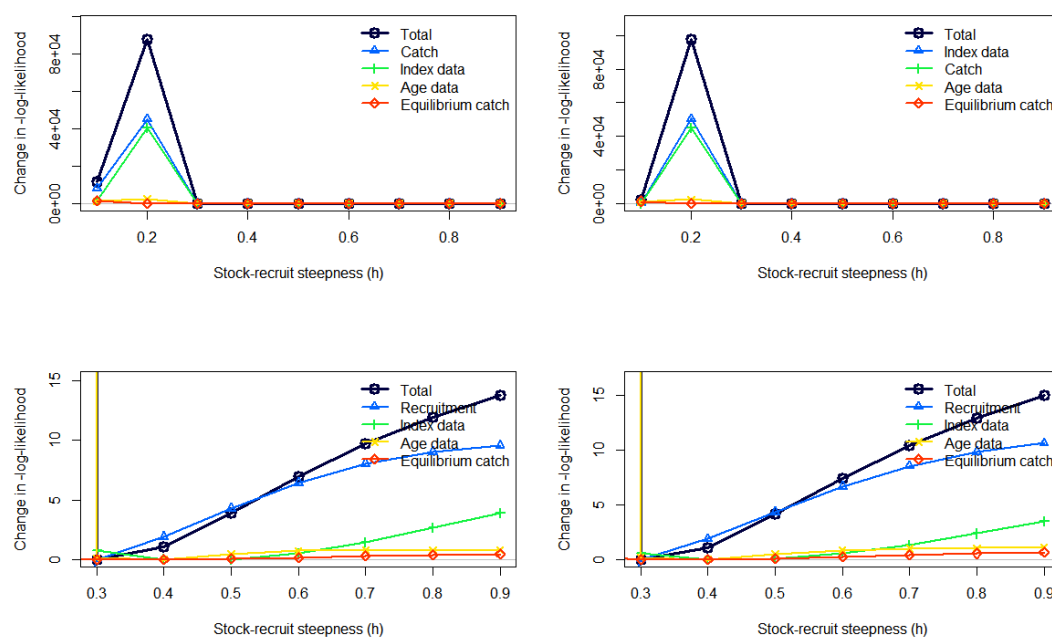 Change in -log-likelihood
0e+00
4e+04
8e+04
Total
Catch
Index data
Age data
Equilibrium catch
0.2 0.4 0.6 0.8
Stock-recruit steepness (h)
Change in -log-likelihood
0e+00
4e+04
8e+04
Total
Index data
Catch
Age data
Equilibrium catch
0.2 0.4 0.6 0.8
Stock-recruit steepness (h)
Change in -log-likelihood
15
10
5
0
Total
Recruitment
Index data
Age data
Equilibrium catch
0.3 0.4 0.5 0.6 0.7 0.8 0.9
Stock-recruit steepness (h)
Change in -log-likelihood
15
10
5
0
Total
Recruitment
Index data
Age data
Equilibrium catch
0.3 0.4 0.5 0.6 0.7 0.8 0.9
Stock-recruit steepness (h)